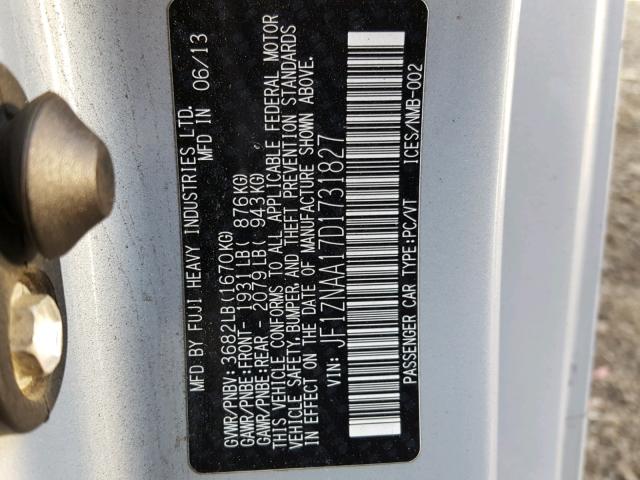 MFD BY FUJI HEAVY INDUSTRIES LTD.
MFD IN 06/13
GVWR/PNBV: 3682LB(1670KG)
GAWR/PNBE:FRONT- 1931LB( 876KG)
GAWR/PNBE:REAR - 2079LB( 943KG)
THIS VEHICLE CONFORMS TO ALL APPLICABLE FEDERAL MOTOR
VEHICLE SAFETY,BUMPER AND THEFT PREVENTION STANDARDS
IN EFFECT ON THE DATE OF MANUFACTURE SHOWN ABOVE.
VIN: JF1ZNAA17D1731827
PASSENGER CAR TYPE:PC/VT ICES/NMB-002